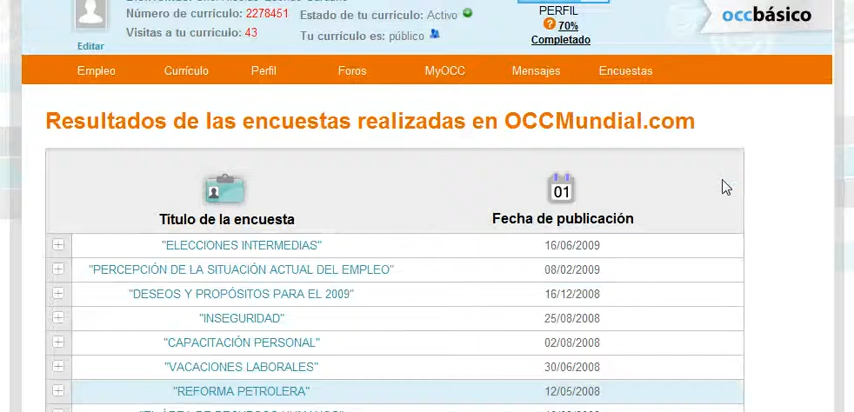 Número de currículo: 2278451
Visitas a tu currículo: 43
Estado de tu currículo: Activo
Tu currículo es: público
Editar
PERFIL
70%
Completado
occbásico
Empleo Currículo Perfil Foros MyOCC Mensajes Encuestas
Resultados de las encuestas realizadas en OCCMundial.com
01
Título de la encuesta Fecha de publicación
"ELECCIONES INTERMEDIAS" 16/06/2009
"PERCEPCIÓN DE LA SITUACIÓN ACTUAL DEL EMPLEO" 08/02/2009
"DESEOS Y PROPÓSITOS PARA EL 2009" 16/12/2008
"INSEGURIDAD" 25/08/2008
"CAPACITACIÓN PERSONAL" 02/08/2008
"VACACIONES LABORALES" 30/06/2008
"REFORMA PETROLERA" 12/05/2008